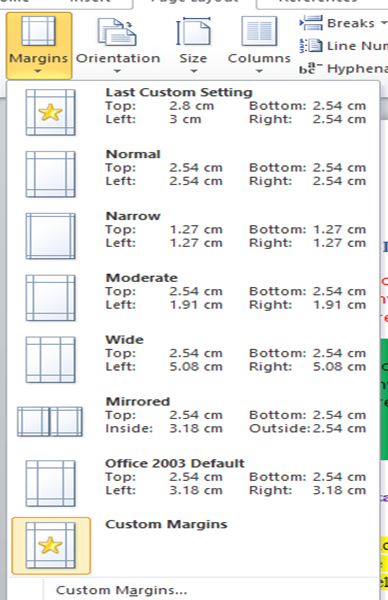 Margins Orientation Size Columns
Breaks
Line Num
Hyphena
Last Custom Setting
Top: 2.8 cm Bottom: 2.54 cm
Left: 3 cm Right: 2.54 cm
Normal
Top: 2.54 cm Bottom: 2.54 cm
Left: 2.54 cm Right: 2.54 cm
Narrow
Top: 1.27 cm Bottom: 1.27 cm
Left: 1.27 cm Right: 1.27 cm
Moderate
Top: 2.54 cm Bottom: 2.54 cm
Left: 1.91 cm Right: 1.91 cm
Wide
Top: 2.54 cm Bottom: 2.54 cm
Left: 5.08 cm Right: 5.08 cm
Mirrored
Top: 2.54 cm Bottom: 2.54 cm
Inside: 3.18 cm Outside: 2.54 cm
Office 2003 Default
Top: 2.54 cm Bottom: 2.54 cm
Left: 3.18 cm Right: 3.18 cm
Custom Margins
Custom Margins...